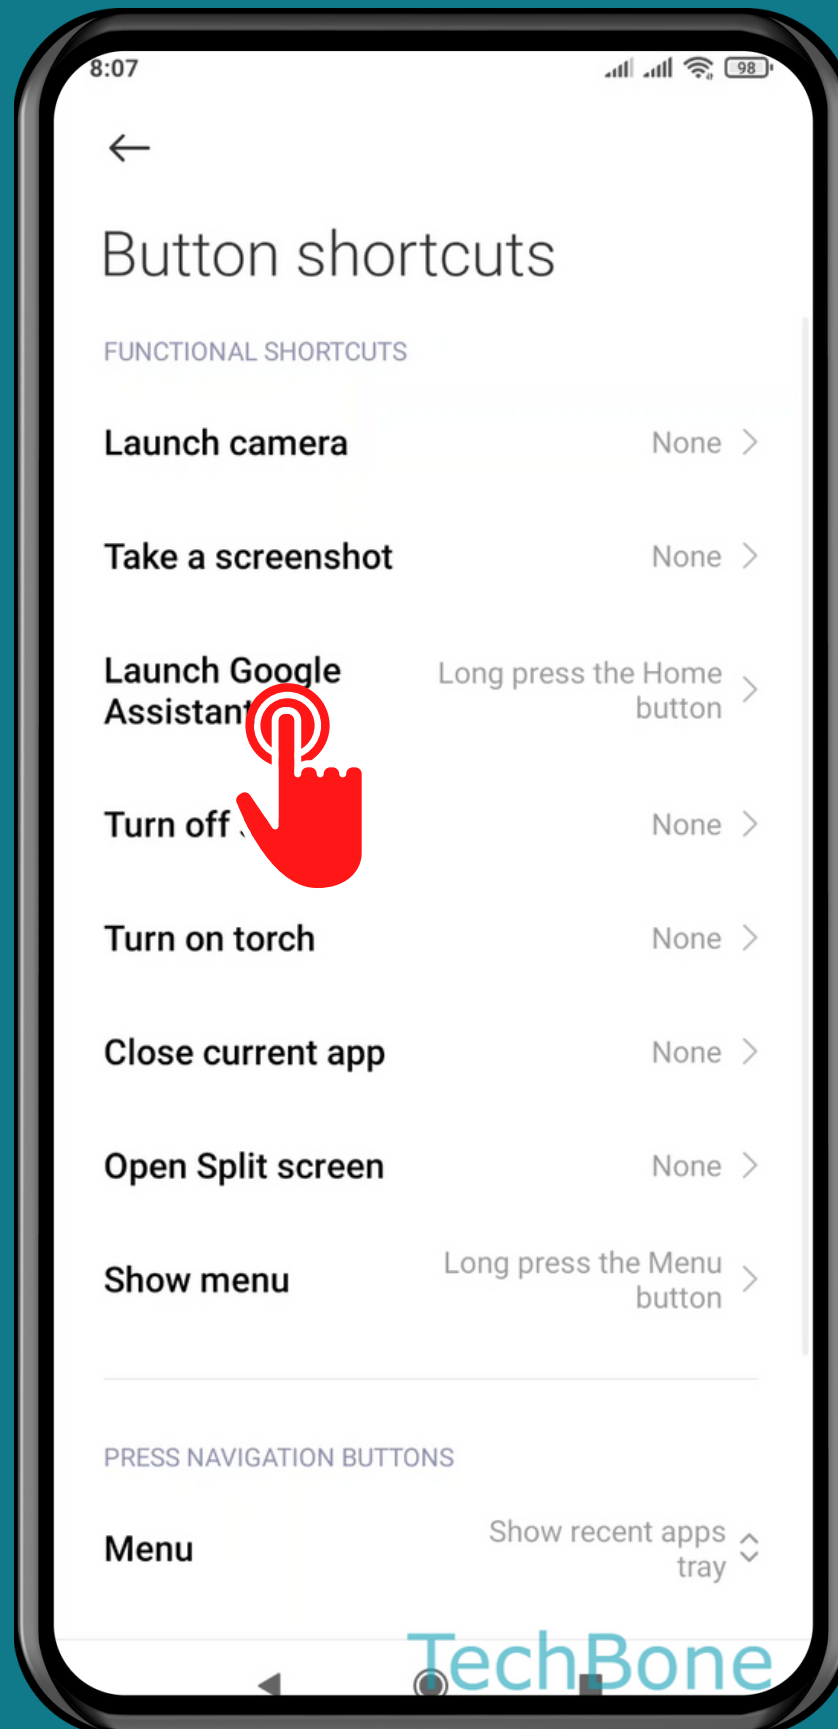 8:07
98
Button shortcuts
FUNCTIONAL SHORTCUTS
Launch camera
None
Take a screenshot
None
Launch Google
Assistant
Long press the Home
button
Turn off
None
Turn on torch
None
Close current app
None
Open Split screen
None
Show menu
Long press the Menu
button
PRESS NAVIGATION BUTTONS
Menu
Show recent apps
tray
TechBone